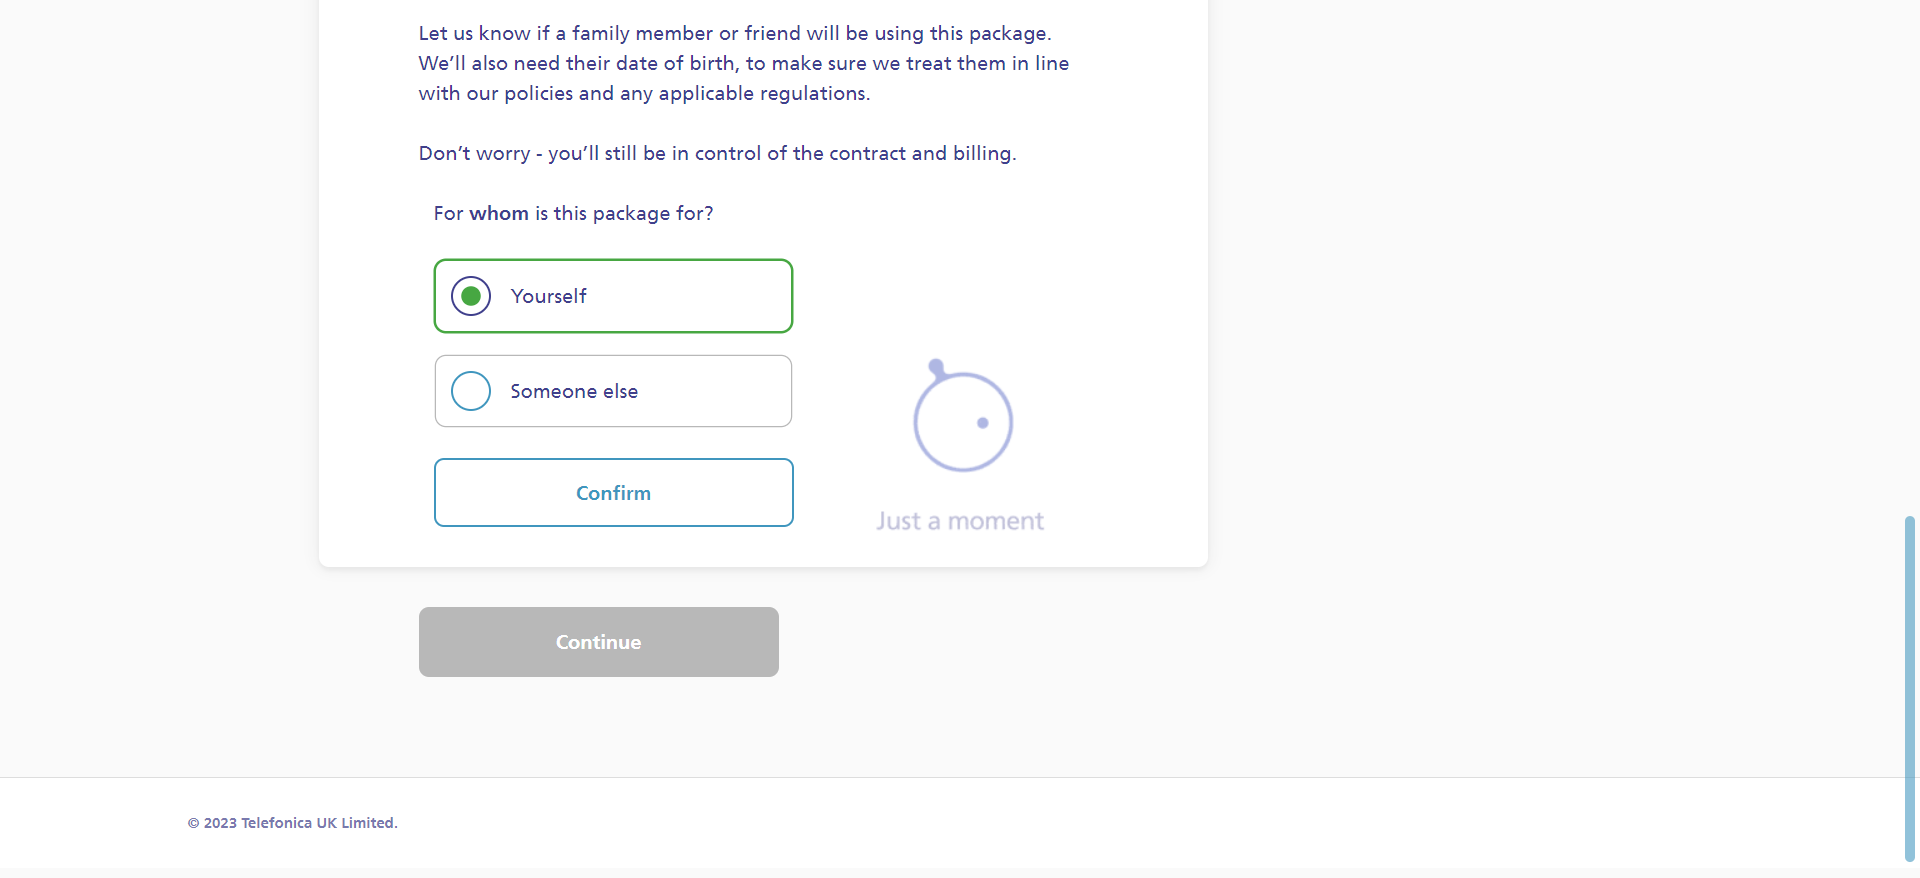 Let us know if a family member or friend will be using this package.
We’ll also need their date of birth, to make sure we treat them in line
with our policies and any applicable regulations.
Don’t worry - you’ll still be in control of the contract and billing.
For whom is this package for?
Yourself
Someone else
Confirm
Just a moment
Continue
© 2023 Telefonica UK Limited.